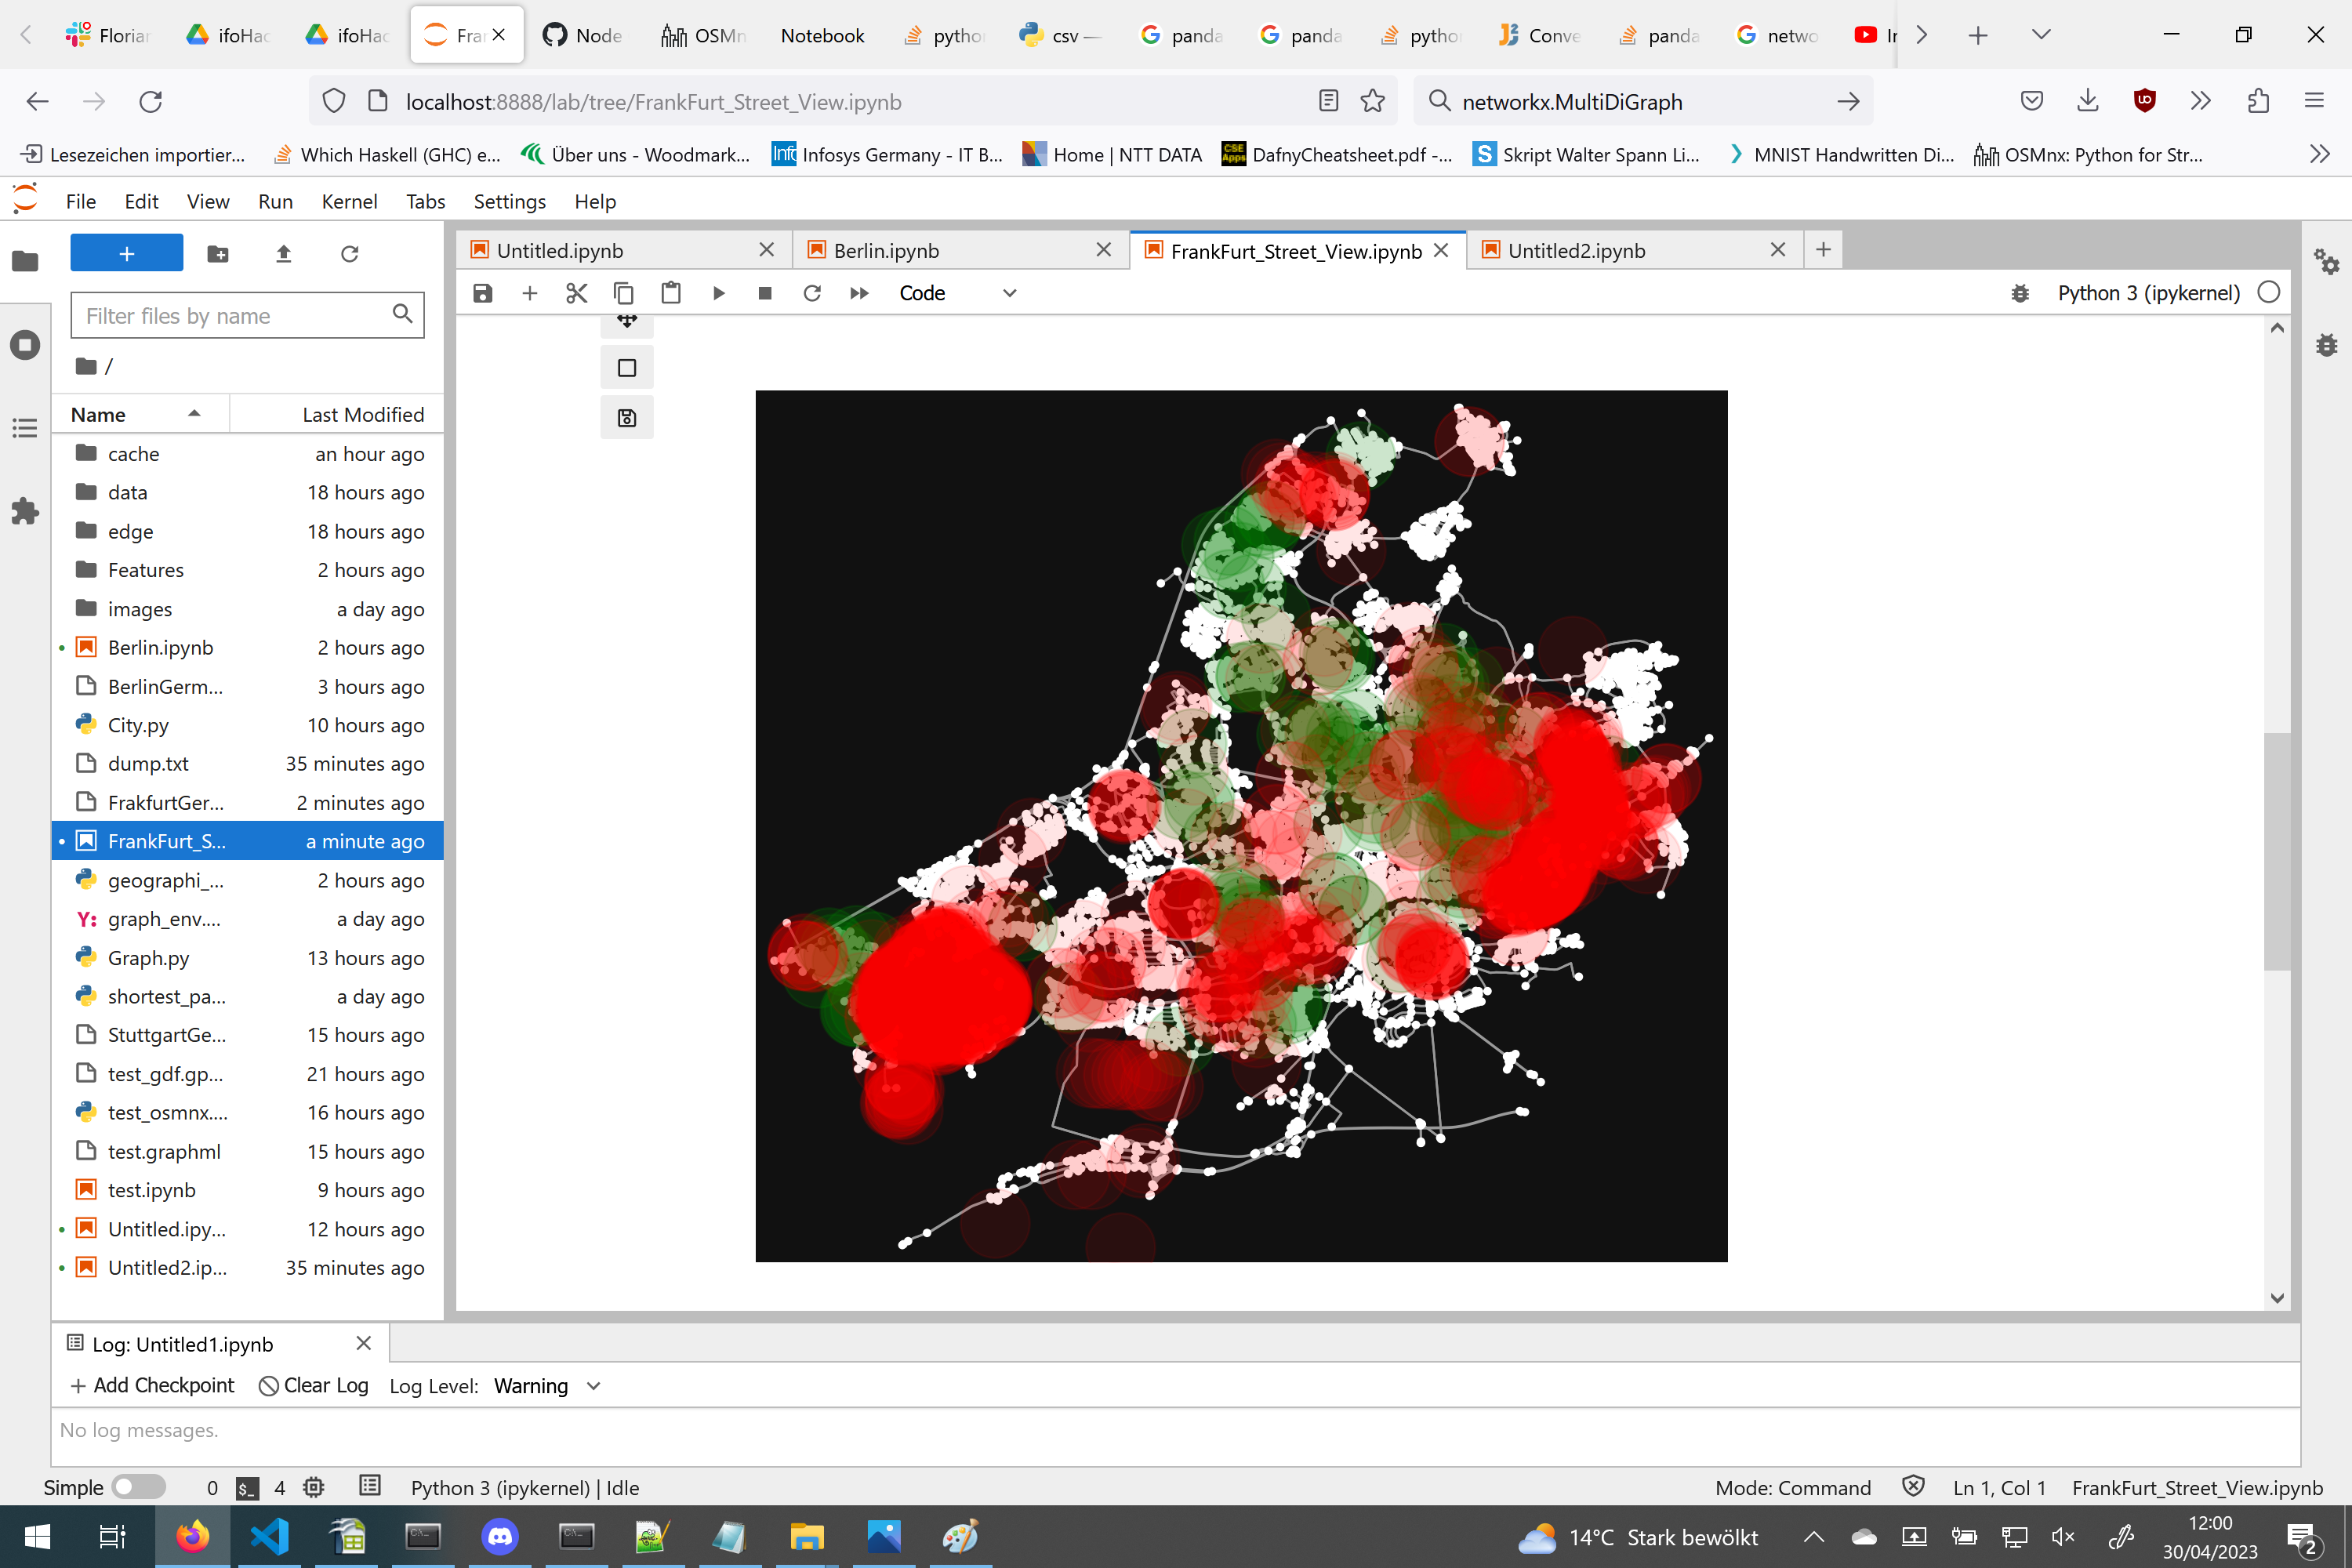 Florian
ifoHac
ifoHac
Fra
Node
OSMn
Notebook
pytho
csv —
panda
panda
pytho
Conve
panda
netwo
Ir
localhost:8888/lab/tree/FrankFurt_Street_View.ipynb
networkx.MultiDiGraph
Lesezeichen importier...
Which Haskell (GHC) e...
Über uns - Woodmark...
Infosys Germany - IT B...
Home | NTT DATA
DafnyCheatsheet.pdf -...
Skript Walter Spann Li...
MNIST Handwritten Di...
OSMnx: Python for Str...
File Edit View Run Kernel Tabs Settings Help
Untitled.ipynb
Berlin.ipynb
FrankFurt_Street_View.ipynb
Untitled2.ipynb
Filter files by name
Code
Python 3 (ipykernel)
/
Name Last Modified
cache an hour ago
data 18 hours ago
edge 18 hours ago
Features 2 hours ago
images a day ago
Berlin.ipynb 2 hours ago
BerlinGerm... 3 hours ago
City.py 10 hours ago
dump.txt 35 minutes ago
FrakfurtGer... 2 minutes ago
FrankFurt_S... a minute ago
geographi_... 2 hours ago
Y: graph_env.... a day ago
Graph.py 13 hours ago
shortest_pa... a day ago
StuttgartGe... 15 hours ago
test_gdf.gp... 21 hours ago
test_osmnx.... 16 hours ago
test.graphml 15 hours ago
test.ipynb 9 hours ago
Untitled.ipy... 12 hours ago
Untitled2.ip... 35 minutes ago
Log: Untitled1.ipynb
Add Checkpoint Clear Log Log Level: Warning
No log messages.
Simple 0 4 Python 3 (ipykernel) | Idle
Mode: Command Ln 1, Col 1 FrankFurt_Street_View.ipynb
14°C Stark bewölkt
12:00
30/04/2023
2